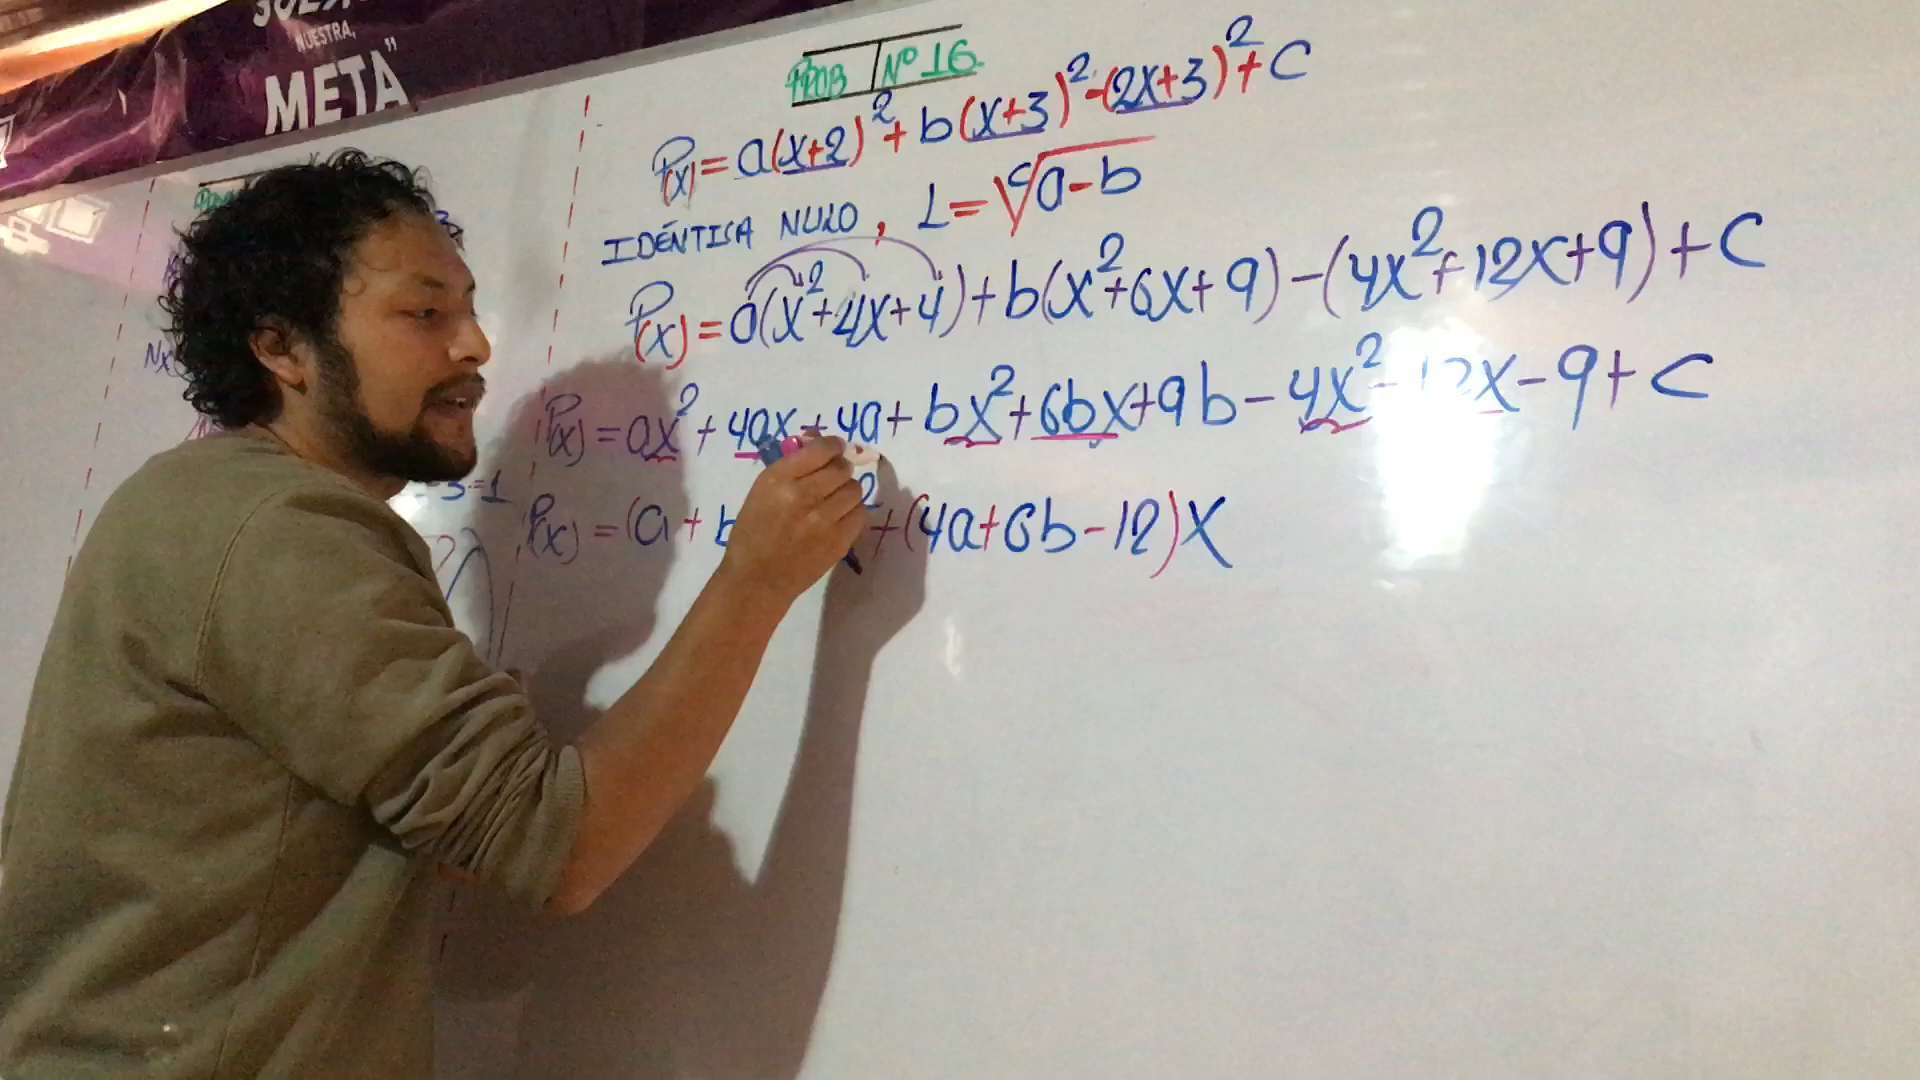 NUESTRA,
META"
PROB Nº 16
P(x)=a(x+2)²+b(x+3)²-(2x+3)²+C
IDÉNTICA NULO, L=ᶜ√a-b
P(x)=a(x²+4x+4)+b(x²+6x+9)-(4x²+12x+9)+C
P(x)=ax²+4ax+4a+bx²+6bx+9b-4x²-12x-9+C
P(x)=(a+b ²+(4a+6b-12)x